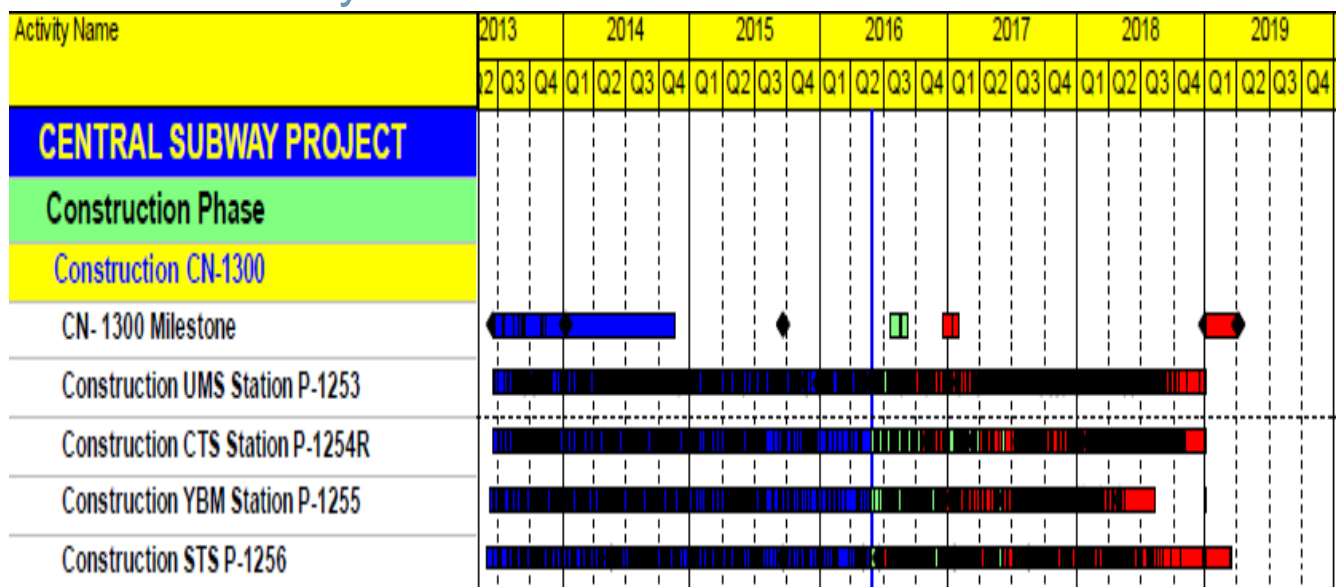 Activity Name 2013 2014 2015 2016 2017 2018 2019
Q2 Q3 Q4 Q1 Q2 Q3 Q4 Q1 Q2 Q3 Q4 Q1 Q2 Q3 Q4 Q1 Q2 Q3 Q4 Q1 Q2 Q3 Q4 Q1 Q2 Q3 Q4
CENTRAL SUBWAY PROJECT
Construction Phase
Construction CN-1300
CN- 1300 Milestone
Construction UMS Station P-1253
Construction CTS Station P-1254R
Construction YBM Station P-1255
Construction STS P-1256